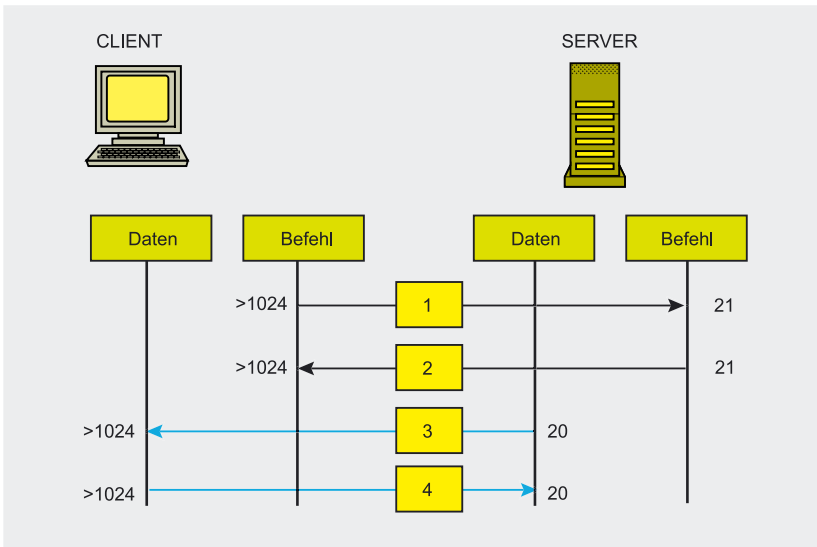 CLIENT SERVER
Daten Befehl Daten Befehl
>1024 1 21
>1024 2 21
>1024 3 20
>1024 4 20